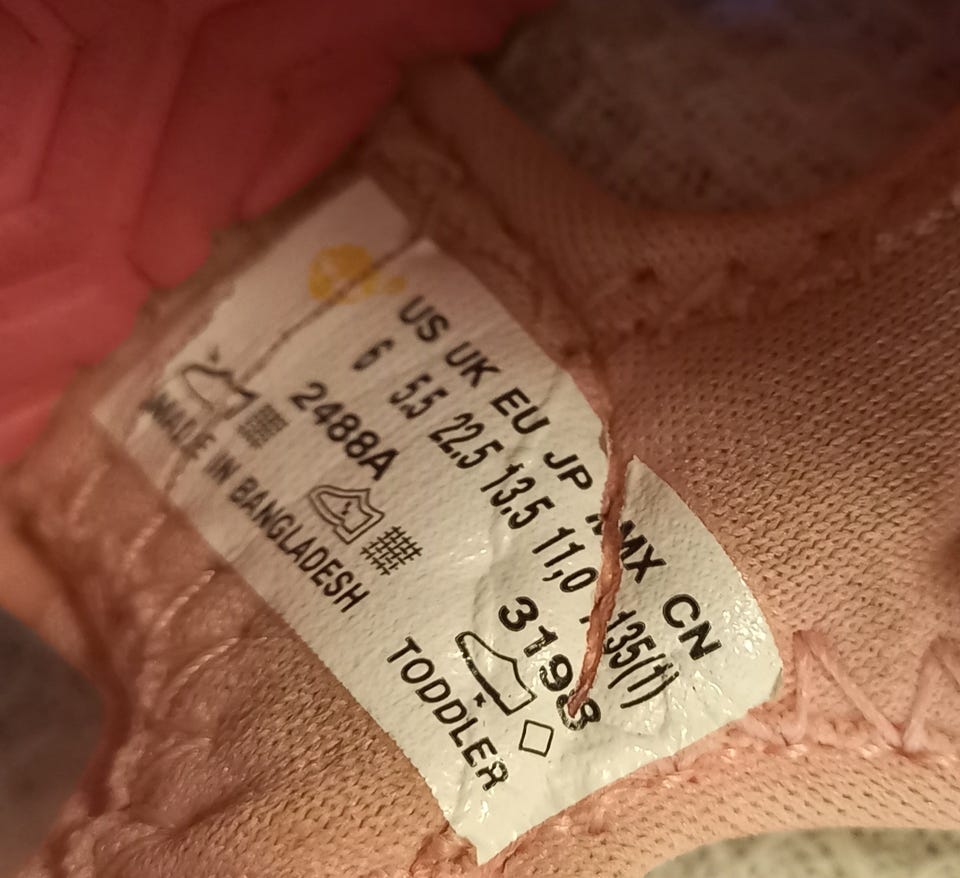 US UK EU JP MX CN
6 5.5 22.5 13.5 11,0 135(1)
2488A 3198
MADE IN BANGLADESH TODDLER